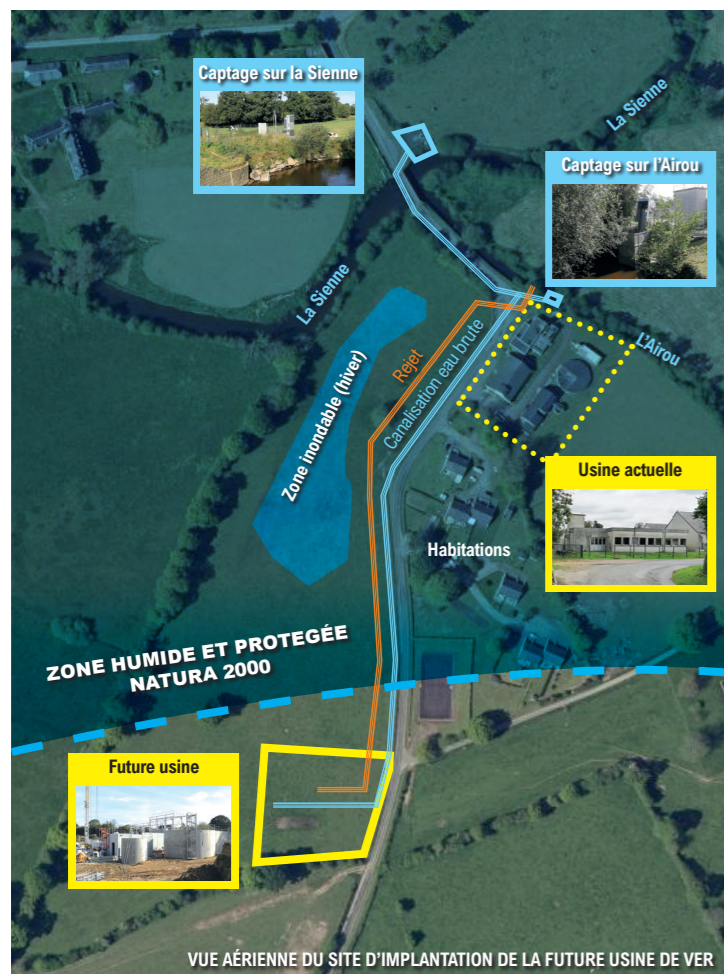 Captage sur la Sienne
La Sienne
Captage sur l'Airou
La Sienne
L'Airou
Rejet
Canalisation eau brute
Zone inondable (hiver)
Usine actuelle
Habitations
ZONE HUMIDE ET PROTEGÉE
NATURA 2000
Future usine
VUE AÉRIENNE DU SITE D'IMPLANTATION DE LA FUTURE USINE DE VER